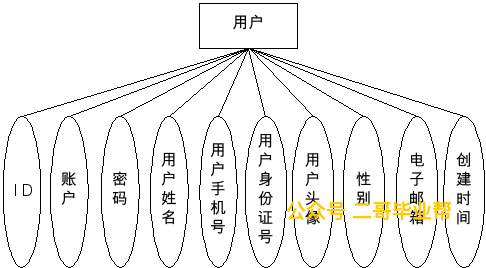 用户
ID
账户
密码
用户姓名
用户手机号
用户身份证号
用户头像
性别
电子邮箱
创建时间
公众号 二哥毕业帮